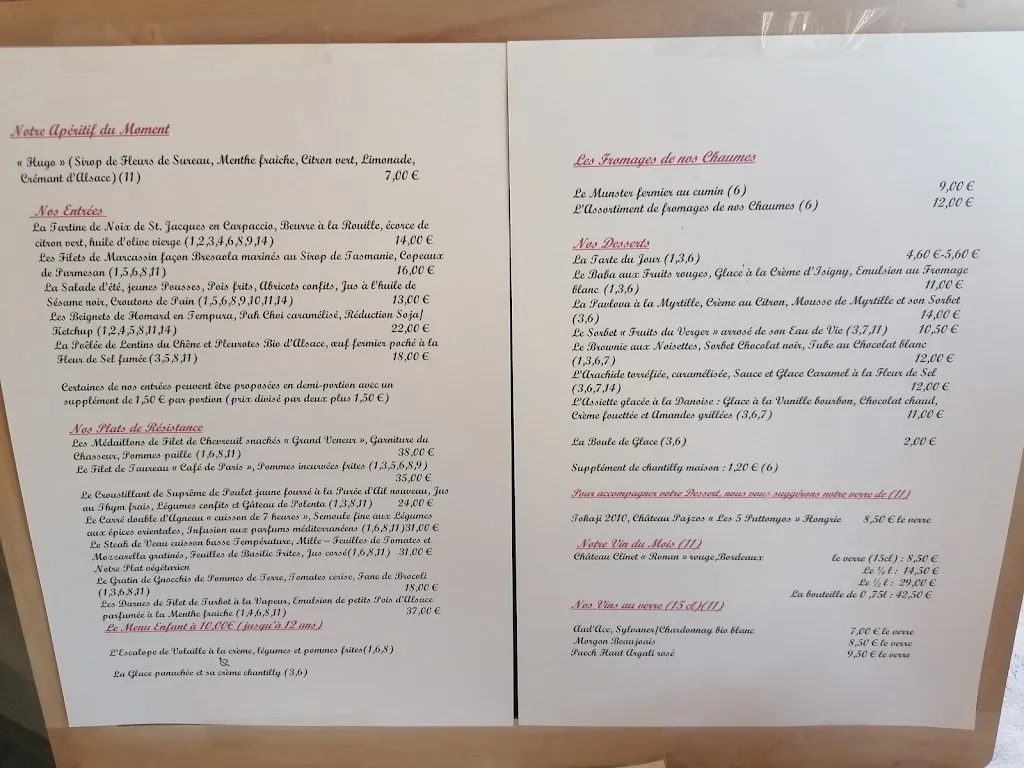 Notre Apéritif du Moment
« Hugo » (Sirop de Fleurs de Sureau, Menthe fraiche, Citron vert, Limonade,
Crémant d'Alsace) (11) 7,00 €
Nos Entrées
La Tartine de Noix de St. Jacques en Carpaccio, Beurre à la Rouille, écorce de
citron vert, huile d'olive vierge (1,2,3,4,6,8,9,14) 14,00 €
Les Filets de Marcassin façon Bresaola marinés au Sirop de Tasmanie, Copeaux
de Parmesan (1,5,6,8,11) 16,00 €
La Salade d'été, jeunes Pousses, Pois frits, Abricots confits, Jus à l'huile de
Sésame noir, Croutons de Pain (1,5,6,8,9,10,11,14) 13,00 €
Les Beignets de Homard en Tempura, Pak Choi caramélisé, Réduction Soja/
Ketchup (1,2,4,5,8,11,14) 22,00 €
La Poêlée de Lentins du Chêne et Pleurotes Bio d'Alsace, œuf fermier poché à la
Fleur de Sel fumée (3,5,8,11) 18,00 €
Certaines de nos entrées peuvent être proposées en demi-portion avec un
supplément de 1,50 € par portion (prix divisé par deux plus 1,50 €)
Nos Plats de Résistance
Les Médaillons de Filet de Chevreuil snackés « Grand Veneur », Garniture du
Chasseur, Pommes paille (1,6,8,11) 38,00 €
Le Filet de Taureau « Café de Paris », Pommes incurvées frites (1,3,5,6,8,9)
35,00 €
Le Croustillant de Suprême de Poulet jaune fourré à la Purée d'Ail nouveau, Jus
au Thym frais, Légumes confits et Gâteau de Polenta (1,3,8,11) 24,00 €
Le Carré double d'Agneau « cuisson de 7 heures », Semoule fine aux Légumes
aux épices orientales, Infusion aux parfums méditerranéens (1,6,8,11)31,00 €
Le Steak de Veau cuisson basse Température, Mille – Feuilles de Tomates et
Mozzarella gratinés, Feuilles de Basilic Frites, Jus corsé(1,6,8,11) 31,00 €
Notre Plat végétarien
Le Gratin de Gnocchis de Pommes de Terre, Tomates cerise, Fane de Brocoli
(1,3,6,8,11) 18,00 €
Les Darnes de Filet de Turbot à la Vapeur, Emulsion de petits Pois d'Alsace
parfumée à la Menthe fraiche (1,4,6,8,11) 37,00 €
Le Menu Enfant à 10,00€ (jusqu'à 12 ans)
L'Escalope de Volaille à la crème, légumes et pommes frites(1,6,8)
La Glace panachée et sa crème chantilly (3,6)
Les Fromages de nos Chaumes
Le Munster fermier au cumin (6) 9,00 €
L'Assortiment de fromages de nos Chaumes (6) 12,00 €
Nos Desserts
La Tarte du Jour (1,3,6) 4,60 €-5,60 €
Le Baba aux Fruits rouges, Glace à la Crème d'Isigny, Emulsion au Fromage
blanc (1,3,6) 11,00 €
La Pavlova à la Myrtille, Crème au Citron, Mousse de Myrtille et son Sorbet
(3,6) 14,00 €
Le Sorbet « Fruits du Verger » arrosé de son Eau de Vie (3,7,11) 10,50 €
Le Brownie aux Noisettes, Sorbet Chocolat noir, Tube au Chocolat blanc
(1,3,6,7) 12,00 €
L'Arachide torréfiée, caramélisée, Sauce et Glace Caramel à la Fleur de Sel
(3,6,7,14) 12,00 €
L'Assiette glacée à la Danoise : Glace à la Vanille bourbon, Chocolat chaud,
Crème fouettée et Amandes grillées (3,6,7) 11,00 €
La Boule de Glace (3,6) 2,00 €
Supplément de chantilly maison : 1,20 € (6)
Pour accompagner votre Dessert, nous vous suggérons notre verre de (11)
Tokaji 2010, Château Pajzos « Les 5 Puttonyos » Hongrie 8,50 € le verre
Notre Vin du Mois (11)
Château Clinet « Ronan » rouge,Bordeaux le verre (15cl) : 8,50 €
Le ¼ l : 14,50 €
Le ½ l : 29,00 €
La bouteille de 0 ,75l : 42,50 €
Nos Vins au verre (15 cl)(11)
Aud'Ace, Sylvaner/Chardonnay bio blanc 7,00 € le verre
Morgon Beaujoais 8,50 € le verre
Puech Haut Argali rosé 9,50 € le verre